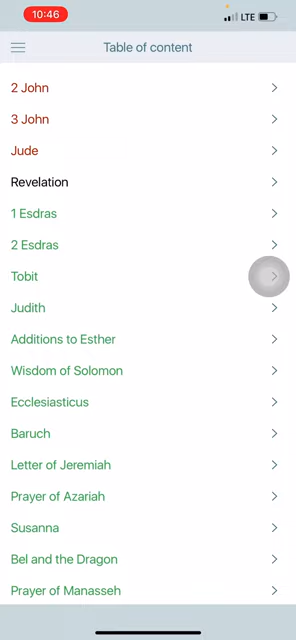 10:46
LTE
Table of content
2 John
3 John
Jude
Revelation
1 Esdras
2 Esdras
Tobit
Judith
Additions to Esther
Wisdom of Solomon
Ecclesiasticus
Baruch
Letter of Jeremiah
Prayer of Azariah
Susanna
Bel and the Dragon
Prayer of Manasseh